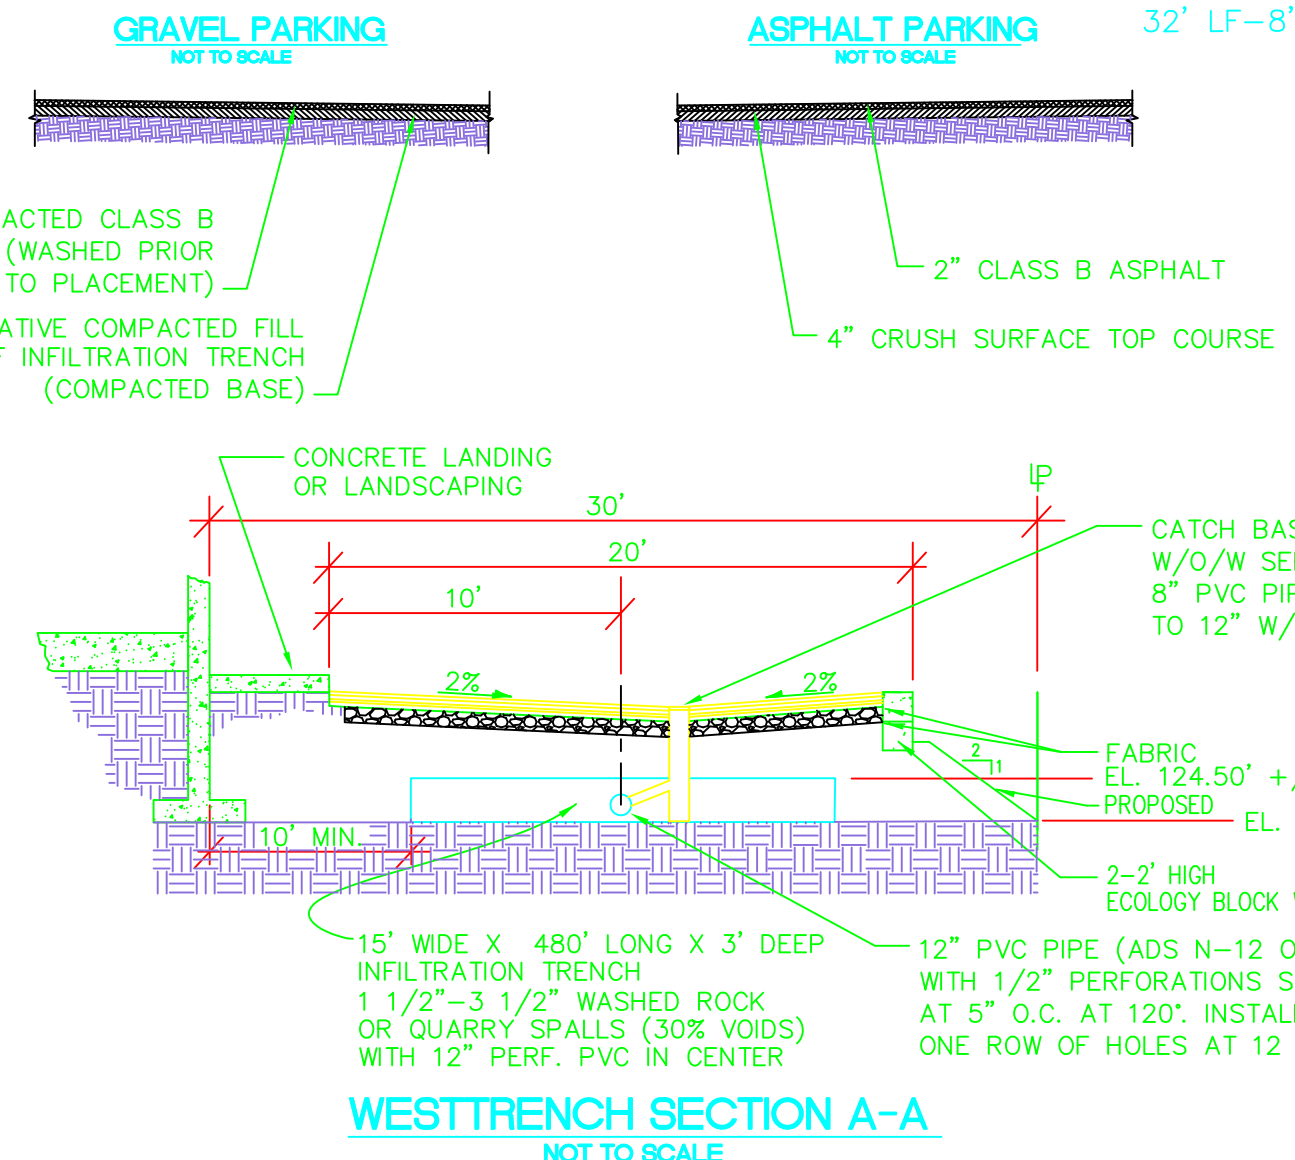 GRAVEL PARKING
NOT TO SCALE
ASPHALT PARKING
NOT TO SCALE
32' LF-8'
ACTED CLASS B
(WASHED PRIOR
TO PLACEMENT)
ATIVE COMPACTED FILL
F INFILTRATION TRENCH
(COMPACTED BASE)
2" CLASS B ASPHALT
4" CRUSH SURFACE TOP COURSE
CONCRETE LANDING
OR LANDSCAPING
30'
20'
10'
LP
CATCH BAS
W/O/W SE
8" PVC PIP
TO 12" W/
2%
2%
2
1
FABRIC
EL. 124.50' +/
PROPOSED
EL.
10' MIN.
2-2' HIGH
ECOLOGY BLOCK
15' WIDE X 480' LONG X 3' DEEP
INFILTRATION TRENCH
1 1/2"-3 1/2" WASHED ROCK
OR QUARRY SPALLS (30% VOIDS)
WITH 12" PERF. PVC IN CENTER
12" PVC PIPE (ADS N-12 O
WITH 1/2" PERFORATIONS S
AT 5" O.C. AT 120°. INSTAL
ONE ROW OF HOLES AT 12
WESTTRENCH SECTION A-A
NOT TO SCALE